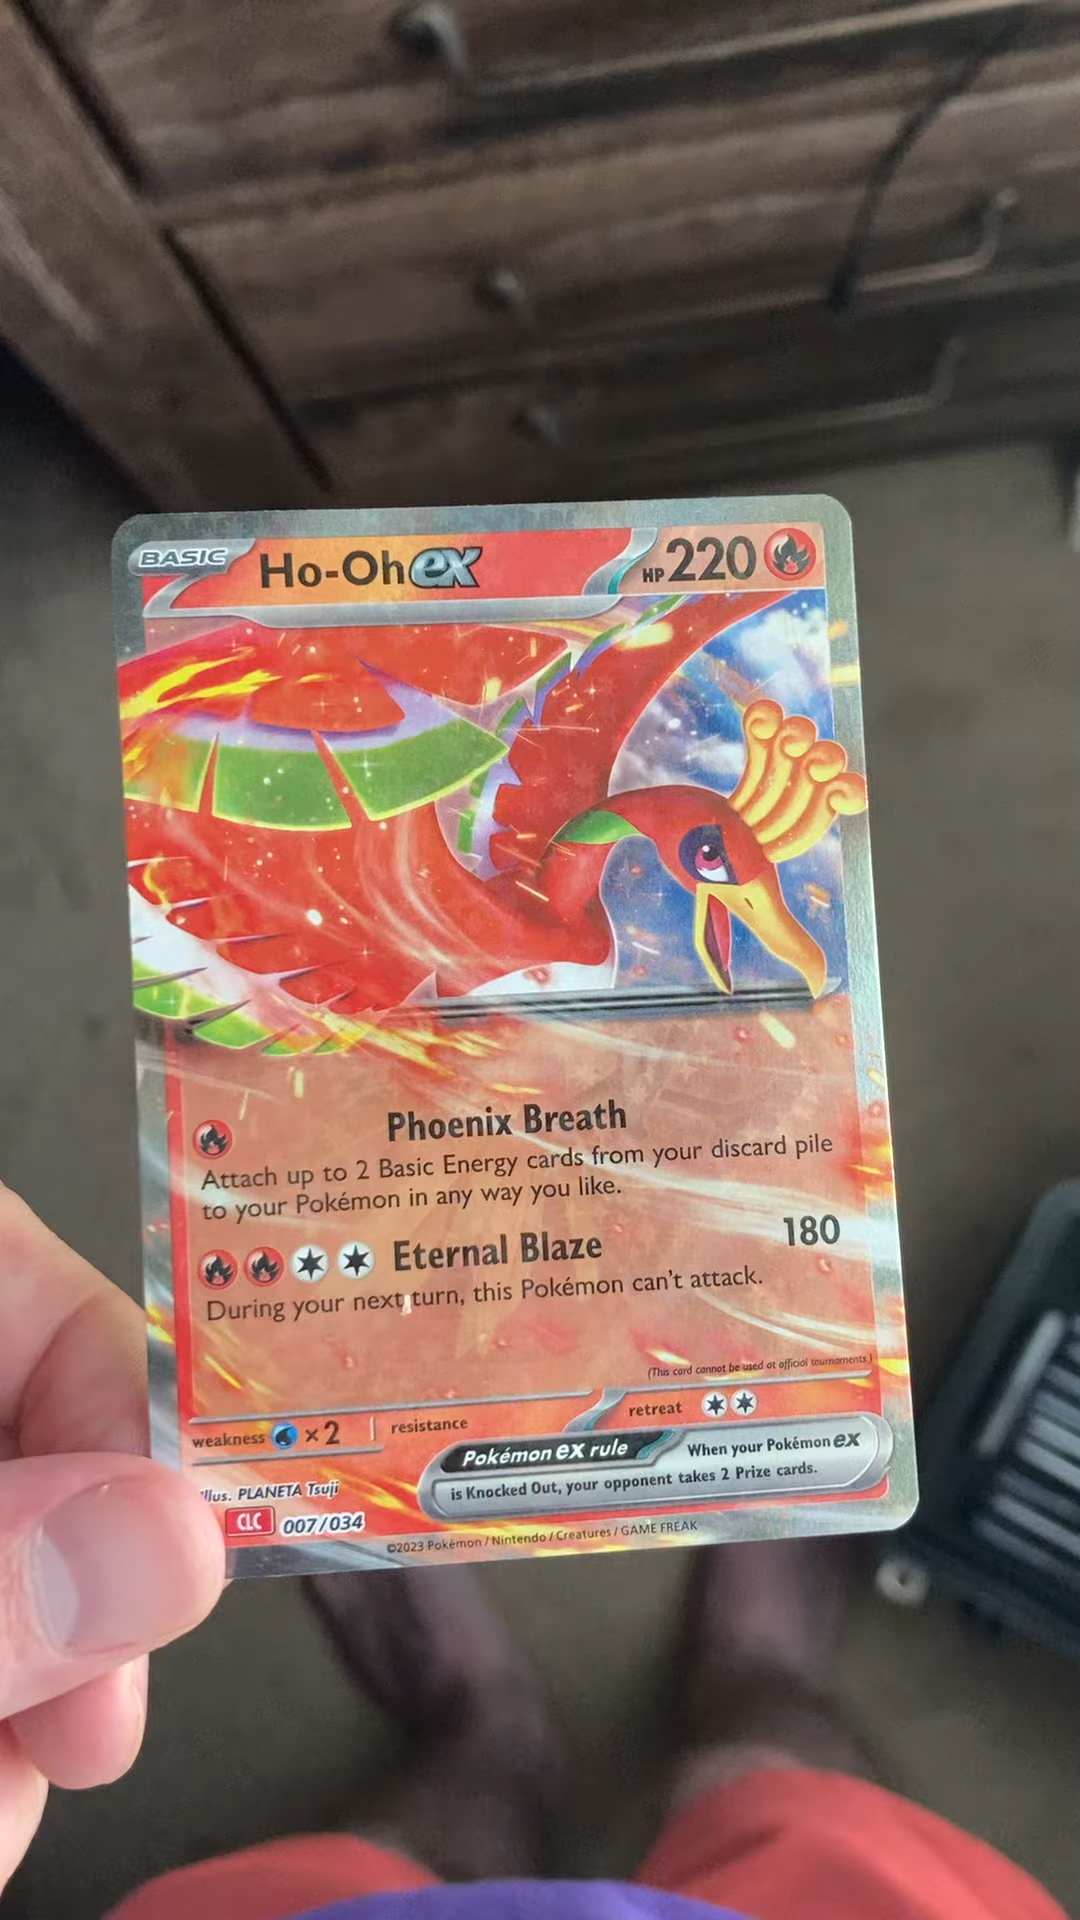 BASIC Ho-Oh ex HP 220
Phoenix Breath
Attach up to 2 Basic Energy cards from your discard pile
to your Pokémon in any way you like.
Eternal Blaze 180
During your next turn, this Pokémon can't attack.
(This card cannot be used at official tournaments.)
weakness ×2 resistance retreat
Pokémon ex rule When your Pokémon ex
is Knocked Out, your opponent takes 2 Prize cards.
Illus. PLANETA Tsuji
CLC 007/034
©2023 Pokémon / Nintendo / Creatures / GAME FREAK